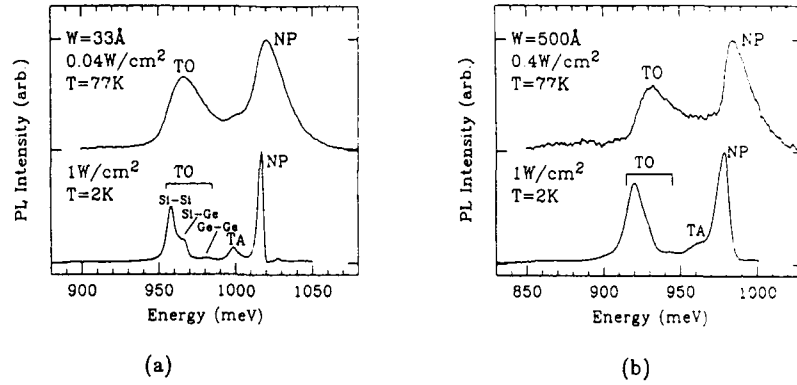 W=33Å
0.04W/cm²
T=77K
TO
NP
1W/cm²
T=2K
TO
Si-Si
Si-Ge
Ge-Ge
TA
NP
PL Intensity (arb.)
900
950
1000
1050
Energy (meV)
(a)
W=500Å
0.4W/cm²
T=77K
TO
NP
1W/cm²
T=2K
TO
TA
NP
PL Intensity (arb.)
850
900
950
1000
Energy (meV)
(b)